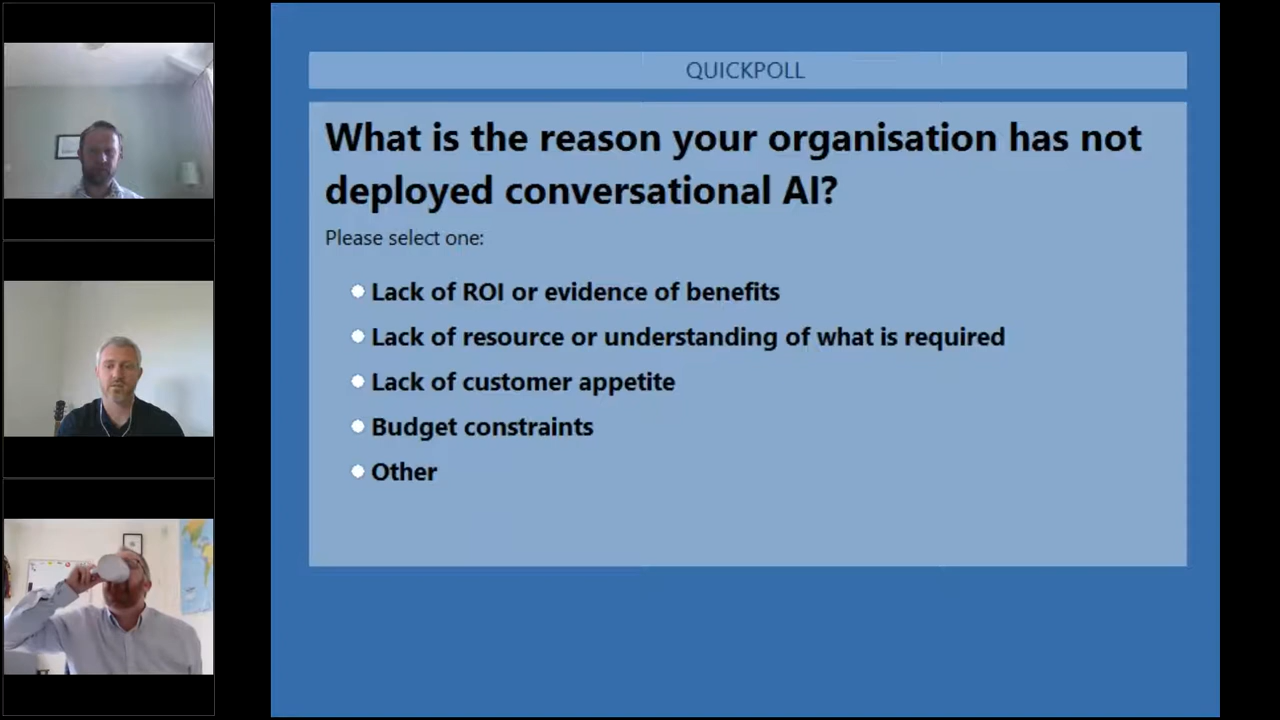 QUICKPOLL
What is the reason your organisation has not
deployed conversational AI?
Please select one:
Lack of ROI or evidence of benefits
Lack of resource or understanding of what is required
Lack of customer appetite
Budget constraints
Other